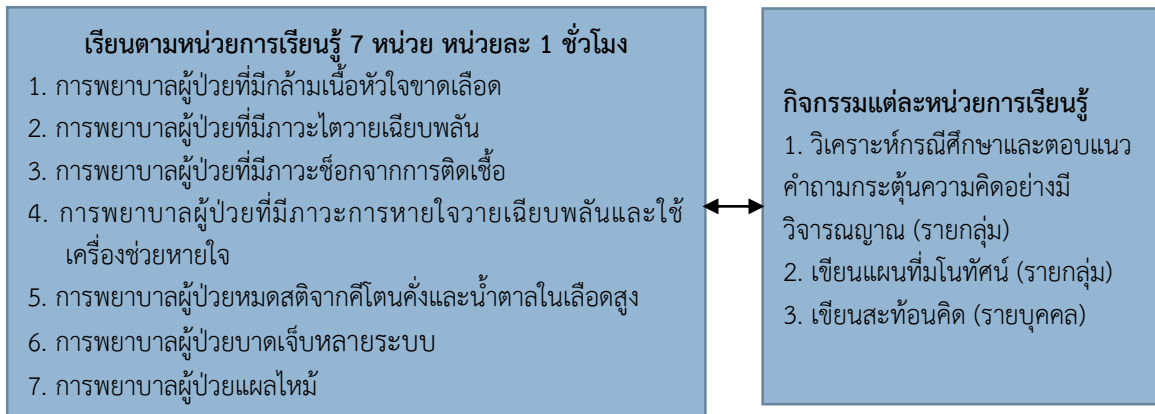 เรียนตามหน่วยการเรียนรู้ 7 หน่วย หน่วยละ 1 ชั่วโมง
1. การพยาบาลผู้ป่วยที่มีกล้ามเนื้อหัวใจขาดเลือด
2. การพยาบาลผู้ป่วยที่มีภาวะไตวายเฉียบพลัน
3. การพยาบาลผู้ป่วยที่มีภาวะช็อกจากการติดเชื้อ
4. การพยาบาลผู้ป่วยที่มีภาวะการหายใจวายเฉียบพลันและใช้
เครื่องช่วยหายใจ
5. การพยาบาลผู้ป่วยหมดสติจากคีโตนคั่งและน้ำตาลในเลือดสูง
6. การพยาบาลผู้ป่วยบาดเจ็บหลายระบบ
7. การพยาบาลผู้ป่วยแผลไหม้
กิจกรรมแต่ละหน่วยการเรียนรู้
1. วิเคราะห์กรณีศึกษาและตอบแนว
คำถามกระตุ้นความคิดอย่างมี
วิจารณญาณ (รายกลุ่ม)
2. เขียนแผนที่มโนทัศน์ (รายกลุ่ม)
3. เขียนสะท้อนคิด (รายบุคคล)